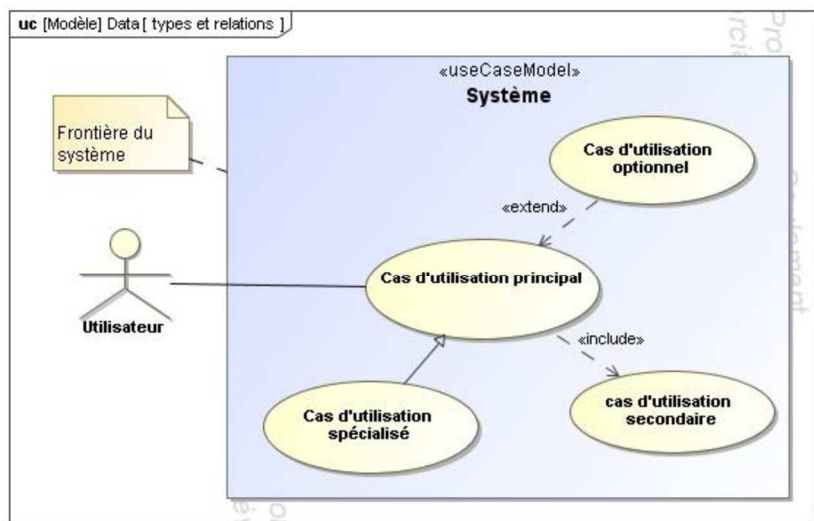 uc [Modèle] Data [ types et relations ]
«useCaseModel»
Système
Frontière du
système
Cas d'utilisation
optionnel
«extend»
Cas d'utilisation principal
Utilisateur
«include»
Cas d'utilisation
spécialisé
cas d'utilisation
secondaire